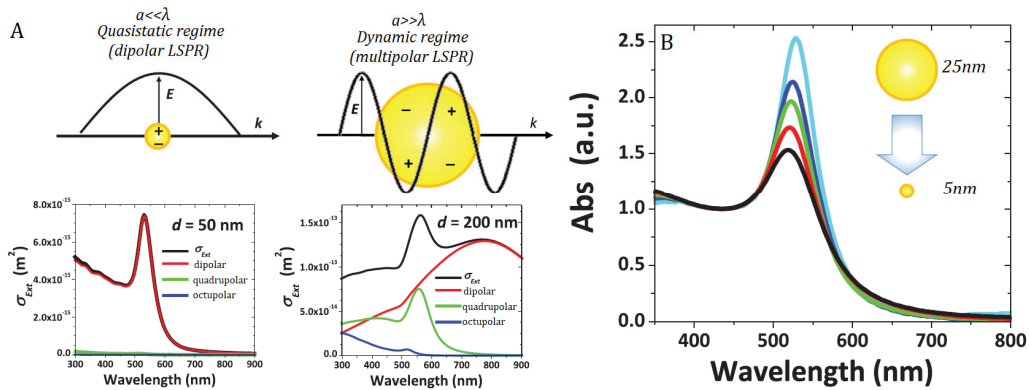 A
a<<λ
Quasistatic regime
(dipolar LSPR)
E
+
−
k
a>>λ
Dynamic regime
(multipolar LSPR)
E
−
+
+
−
k
σExt (m²)
8.0x10⁻¹⁵
6.0x10⁻¹⁵
4.0x10⁻¹⁵
2.0x10⁻¹⁵
0.0
d = 50 nm
σExt
dipolar
quadrupolar
octupolar
300 400 500 600 700 800 900
Wavelength (nm)
σExt (m²)
1.5x10⁻¹³
1.0x10⁻¹³
5.0x10⁻¹⁴
0.0
d = 200 nm
σExt
dipolar
quadrupolar
octupolar
300 400 500 600 700 800 900
Wavelength (nm)
B
Abs (a.u.)
2.5
2.0
1.5
1.0
0.5
0.0
25nm
5nm
400 500 600 700 800
Wavelength (nm)